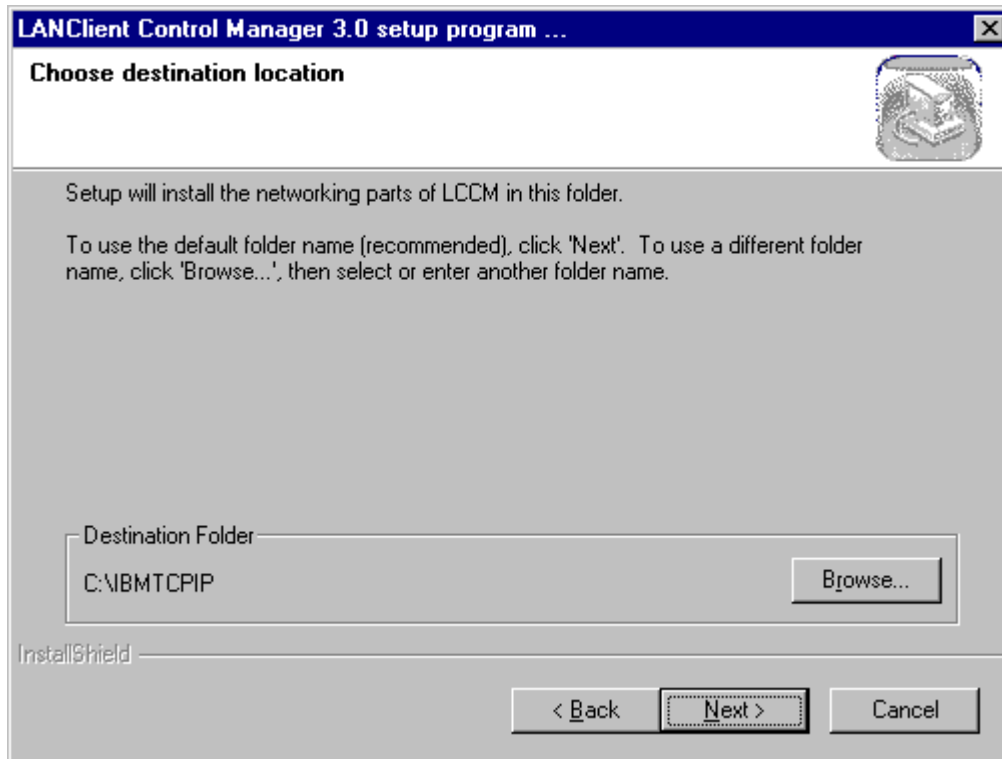 LANClient Control Manager 3.0 setup program ...
Choose destination location
Setup will install the networking parts of LCCM in this folder.
To use the default folder name (recommended), click 'Next'. To use a different folder
name, click 'Browse...', then select or enter another folder name.
Destination Folder
C:\IBMTCPIP
Browse...
InstallShield
< Back
Next >
Cancel